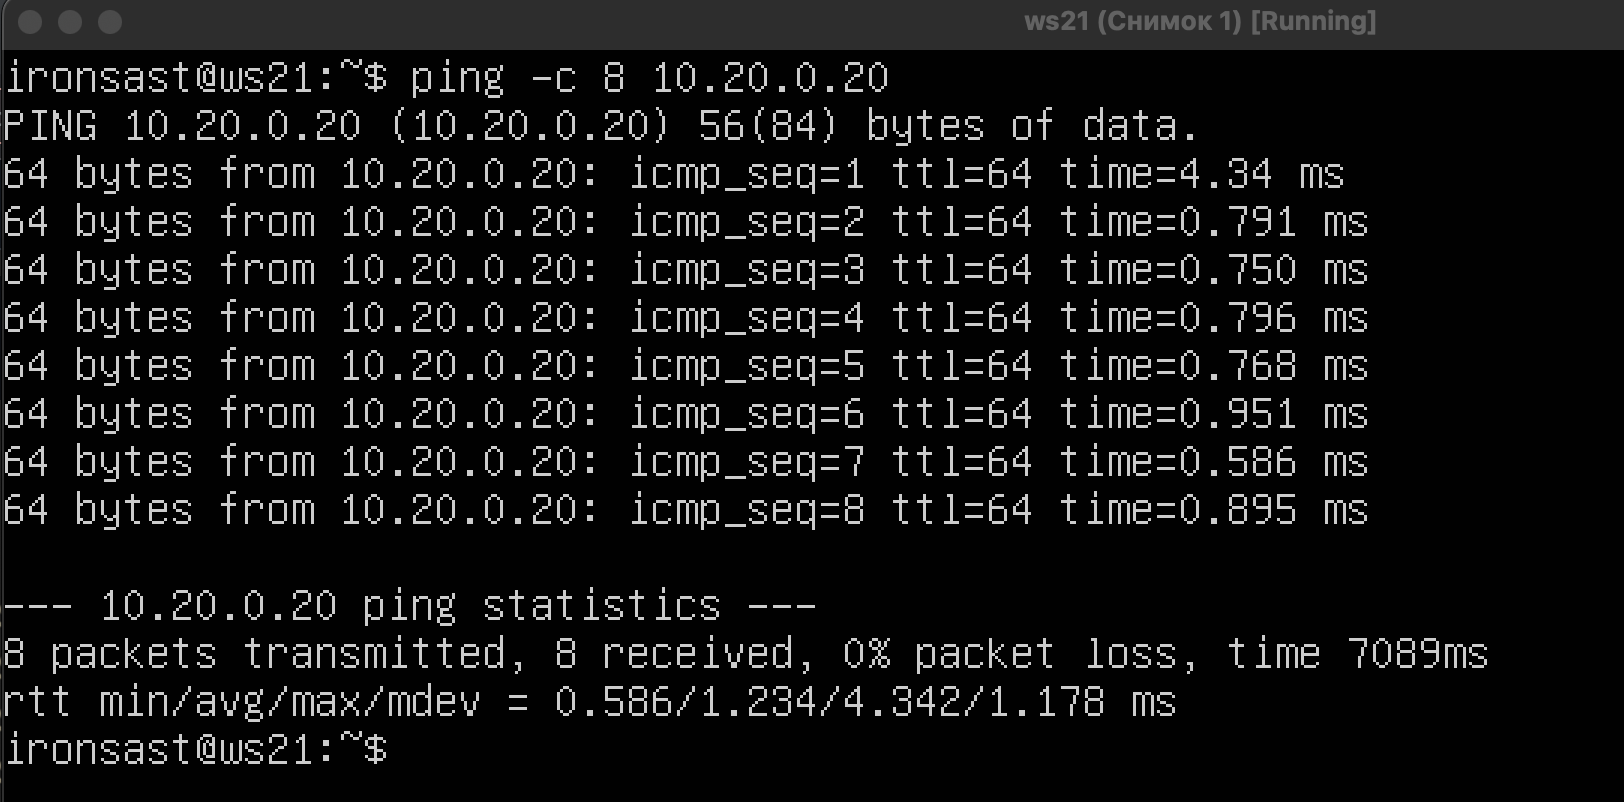 ws21 (Снимок 1) [Running]
ironsast@ws21:~$ ping -c 8 10.20.0.20
PING 10.20.0.20 (10.20.0.20) 56(84) bytes of data.
64 bytes from 10.20.0.20: icmp_seq=1 ttl=64 time=4.34 ms
64 bytes from 10.20.0.20: icmp_seq=2 ttl=64 time=0.791 ms
64 bytes from 10.20.0.20: icmp_seq=3 ttl=64 time=0.750 ms
64 bytes from 10.20.0.20: icmp_seq=4 ttl=64 time=0.796 ms
64 bytes from 10.20.0.20: icmp_seq=5 ttl=64 time=0.768 ms
64 bytes from 10.20.0.20: icmp_seq=6 ttl=64 time=0.951 ms
64 bytes from 10.20.0.20: icmp_seq=7 ttl=64 time=0.586 ms
64 bytes from 10.20.0.20: icmp_seq=8 ttl=64 time=0.895 ms
--- 10.20.0.20 ping statistics ---
8 packets transmitted, 8 received, 0% packet loss, time 7089ms
rtt min/avg/max/mdev = 0.586/1.234/4.342/1.178 ms
ironsast@ws21:~$